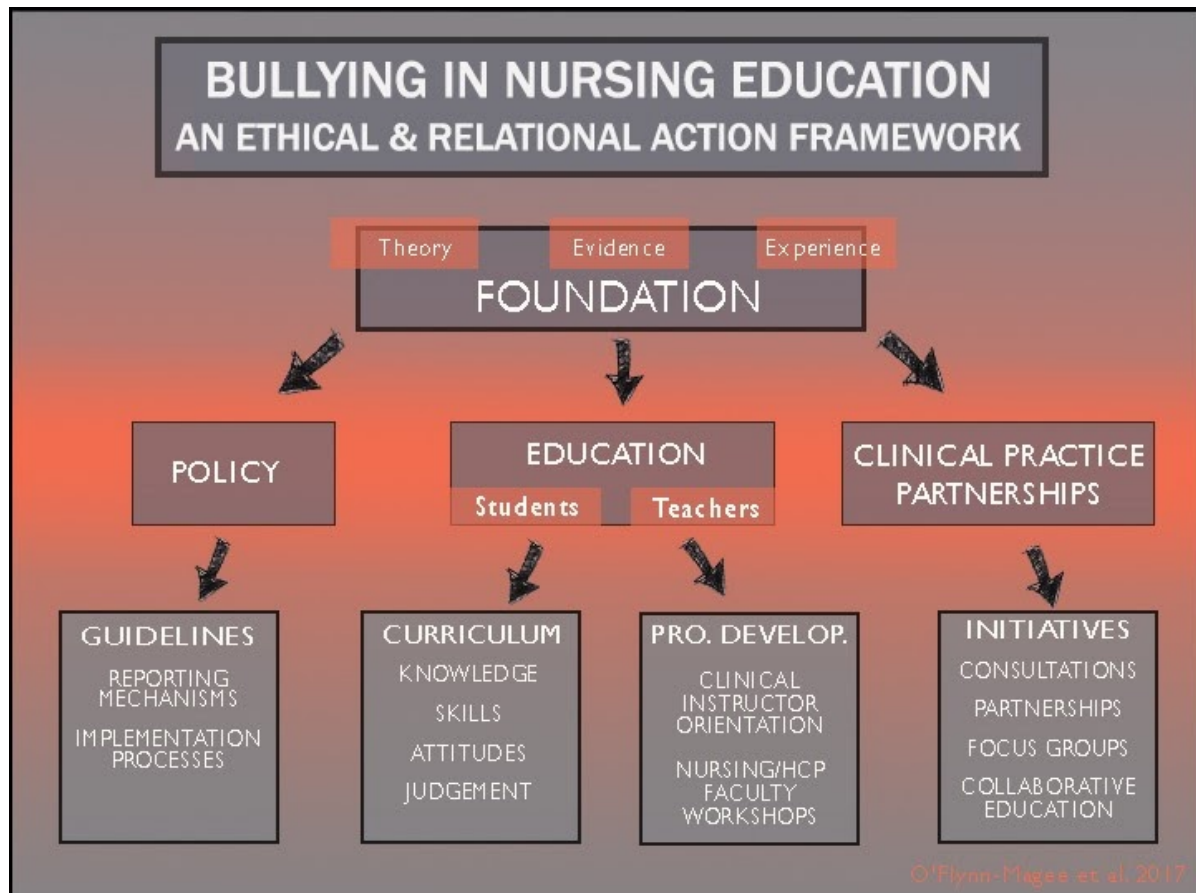 BULLYING IN NURSING EDUCATION
AN ETHICAL & RELATIONAL ACTION FRAMEWORK
Theory Evidence Experience
FOUNDATION
POLICY
EDUCATION
Students Teachers
CLINICAL PRACTICE
PARTNERSHIPS
GUIDELINES
REPORTING
MECHANISMS
IMPLEMENTATION
PROCESSES
CURRICULUM
KNOWLEDGE
SKILLS
ATTITUDES
JUDGEMENT
PRO. DEVELOP.
CLINICAL
INSTRUCTOR
ORIENTATION
NURSING/HCP
FACULTY
WORKSHOPS
INITIATIVES
CONSULTATIONS
PARTNERSHIPS
FOCUS GROUPS
COLLABORATIVE
EDUCATION
O'Flynn-Magee et al. 2017